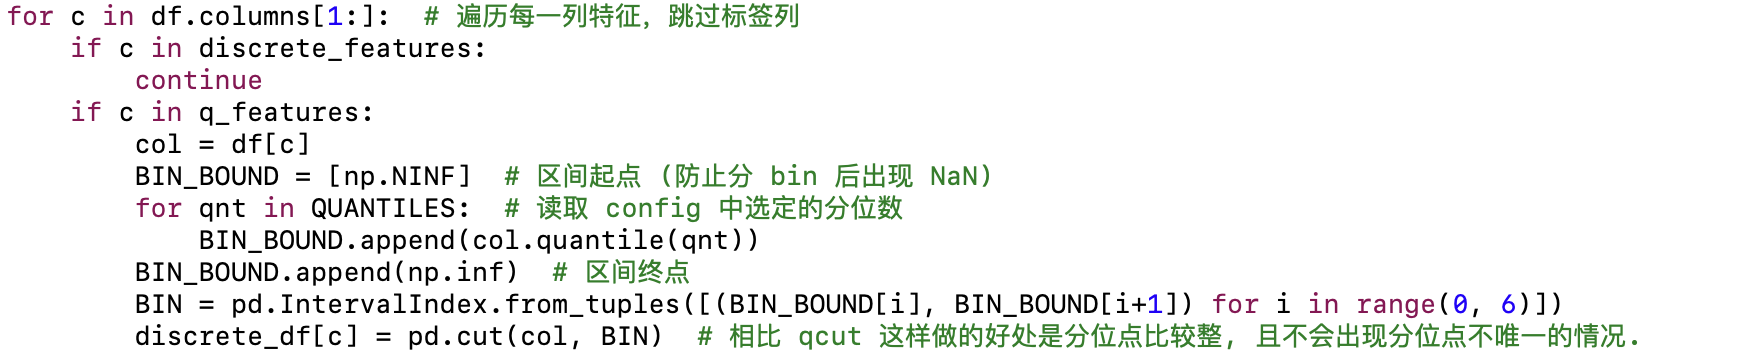 for c in df.columns[1:]:  # 遍历每一列特征，跳过标签列
    if c in discrete_features:
        continue
    if c in q_features:
        col = df[c]
        BIN_BOUND = [np.NINF]  # 区间起点 (防止分 bin 后出现 NaN)
        for qnt in QUANTILES:  # 读取 config 中选定的分位数
            BIN_BOUND.append(col.quantile(qnt))
        BIN_BOUND.append(np.inf)  # 区间终点
        BIN = pd.IntervalIndex.from_tuples([(BIN_BOUND[i], BIN_BOUND[i+1]) for i in range(0, 6)])
        discrete_df[c] = pd.cut(col, BIN)  # 相比 qcut 这样做的好处是分位点比较整, 且不会出现分位点不唯一的情况.